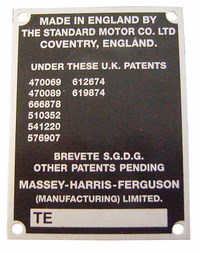 MADE IN ENGLAND BY
THE STANDARD MOTOR CO. LTD
COVENTRY, ENGLAND.
UNDER THESE U.K. PATENTS
470069 612674
470089 619874
666878
510352
541220
576907
BREVETE S.G.D.G.
OTHER PATENTS PENDING
MASSEY-HARRIS-FERGUSON
(MANUFACTURING) LIMITED.
TE